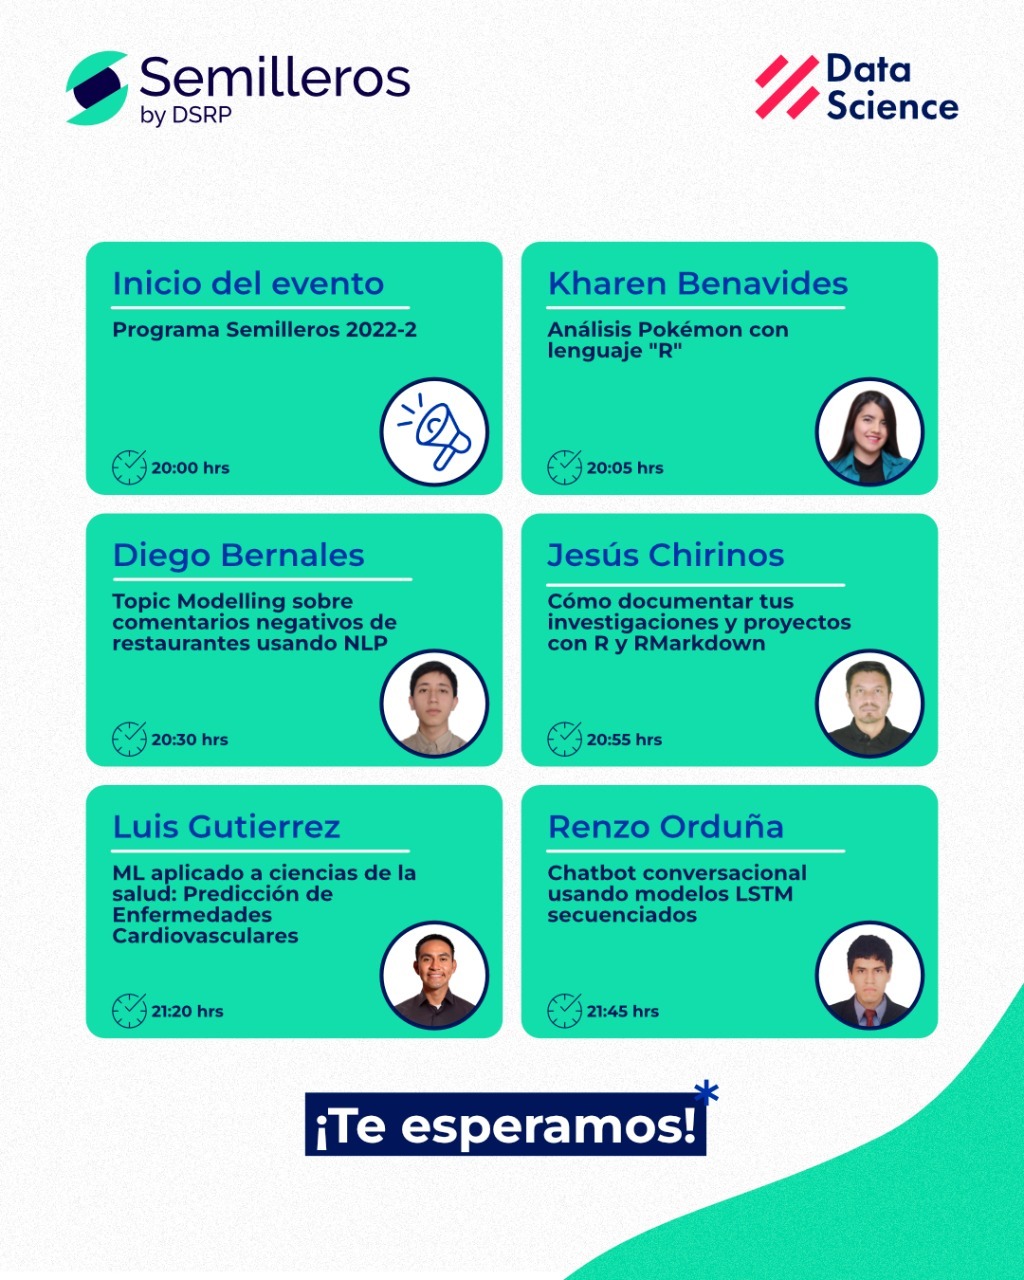 Semilleros
by DSRP
Data
Science
Inicio del evento
Programa Semilleros 2022-2
20:00 hrs
Kharen Benavides
Análisis Pokémon con
lenguaje "R"
20:05 hrs
Diego Bernales
Topic Modelling sobre
comentarios negativos de
restaurantes usando NLP
20:30 hrs
Jesús Chirinos
Cómo documentar tus
investigaciones y proyectos
con R y RMarkdown
20:55 hrs
Luis Gutierrez
ML aplicado a ciencias de la
salud: Predicción de
Enfermedades
Cardiovasculares
21:20 hrs
Renzo Orduña
Chatbot conversacional
usando modelos LSTM
secuenciados
21:45 hrs
¡Te esperamos!*